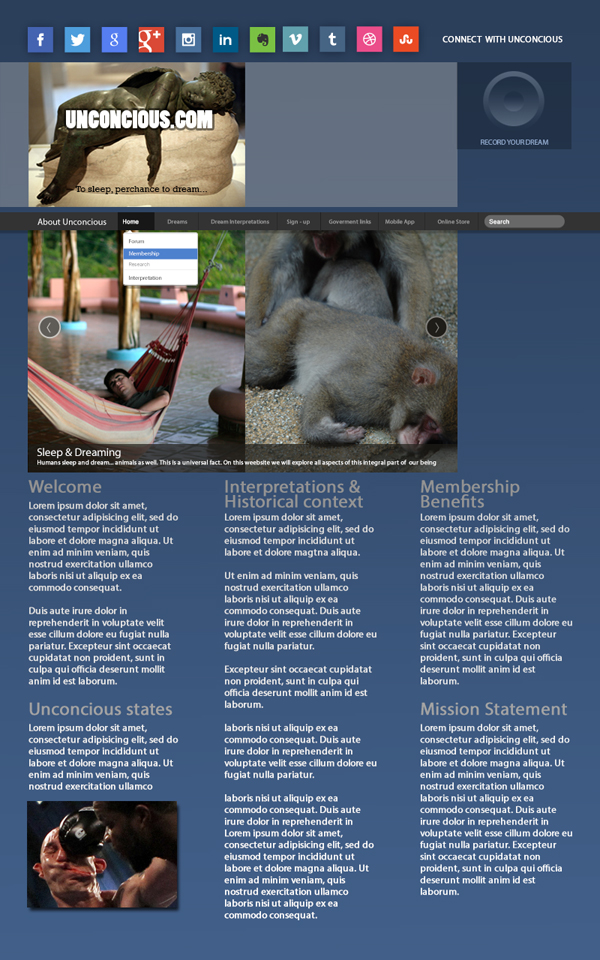 CONNECT WITH UNCONCIOUS
UNCONCIOUS.COM
To sleep, perchance to dream...
RECORD YOUR DREAM
About Unconcious
Home
Dreams
Dream Interpretations
Sign - up
Goverment links
Mobile App
Online Store
Search
Forum
Membership
Research
Interpretation
Sleep & Dreaming
Humans sleep and dream... animals as well. This is a universal fact. On this weebsite we will explore all aspects of this integral part of our being
Welcome
Lorem ipsum dolor sit amet,
consectetur adipisicing elit, sed do
eiusmod tempor incididunt ut
labore et dolore magna aliqua. Ut
enim ad minim veniam, quis
nostrud exercitation ullamco
laboris nisi ut aliquip ex ea
commodo consequat.
Duis aute irure dolor in
reprehenderit in voluptate velit
esse cillum dolore eu fugiat nulla
pariatur. Excepteur sint occaecat
cupidatat non proident, sunt in
culpa qui officia deserunt mollit
anim id est laborum.
Unconcious states
Lorem ipsum dolor sit amet,
consectetur adipisicing elit, sed do
eiusmod tempor incididunt ut
labore et dolore magna aliqua. Ut
enim ad minim veniam, quis
nostrud exercitation ullamco
Interpretations &
Historical context
Lorem ipsum dolor sit amet,
consectetur adipisicing elit, sed do
eiusmod tempor incididunt ut
labore et dolore magtna aliqua.
Ut enim ad minim veniam, quis
nostrud exercitation ullamco
laboris nisi ut aliquip ex ea
commodo consequat. Duis aute
irure dolor in reprehenderit in
voluptate velit esse cillum dolore eu
fugiat nulla pariatur.
Excepteur sint occaecat cupidatat
non proident, sunt in culpa qui
officia deserunt mollit anim id est
laborum.
laboris nisi ut aliquip ex ea
commodo consequat. Duis aute
irure dolor in reprehenderit in
voluptate velit esse cillum dolore eu
fugiat nulla pariatur.
laboris nisi ut aliquip ex ea
commodo consequat. Duis aute
irure dolor in reprehenderit in
Lorem ipsum dolor sit amet,
consectetur adipisicing elit, sed do
eiusmod tempor incididunt ut
labore et dolore magna aliqua. Ut
enim ad minim veniam, quis
nostrud exercitation ullamco
laboris nisi ut aliquip ex ea
commodo consequat.
Membership
Benefits
Lorem ipsum dolor sit amet,
consectetur adipisicing elit, sed do
eiusmod tempor incididunt ut
labore et dolore magna aliqua. Ut
enim ad minim veniam, quis
nostrud exercitation ullamco
laboris nisi ut aliquip ex ea
commodo consequat. Duis aute
irure dolor in reprehenderit in
voluptate velit esse cillum dolore eu
fugiat nulla pariatur. Excepteur
sint occaecat cupidatat non
proident, sunt in culpa qui officia
deserunt mollit anim id est
laborum.
Mission Statement
Lorem ipsum dolor sit amet,
consectetur adipisicing elit, sed do
eiusmod tempor incididunt ut
labore et dolore magna aliqua. Ut
enim ad minim veniam, quis
nostrud exercitation ullamco
laboris nisi ut aliquip ex ea
commodo consequat. Duis aute
irure dolor in reprehenderit in
voluptate velit esse cillum dolore eu
fugiat nulla pariatur. Excepteur
sint occaecat cupidatat non
proident, sunt in culpa qui officia
deserunt mollit anim id est
laborum.